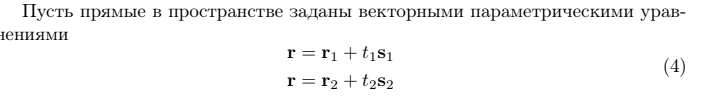 Пусть прямые в пространстве заданы векторными параметрическими урав-
нениями
r = r₁ + t₁s₁
r = r₂ + t₂s₂
(4)